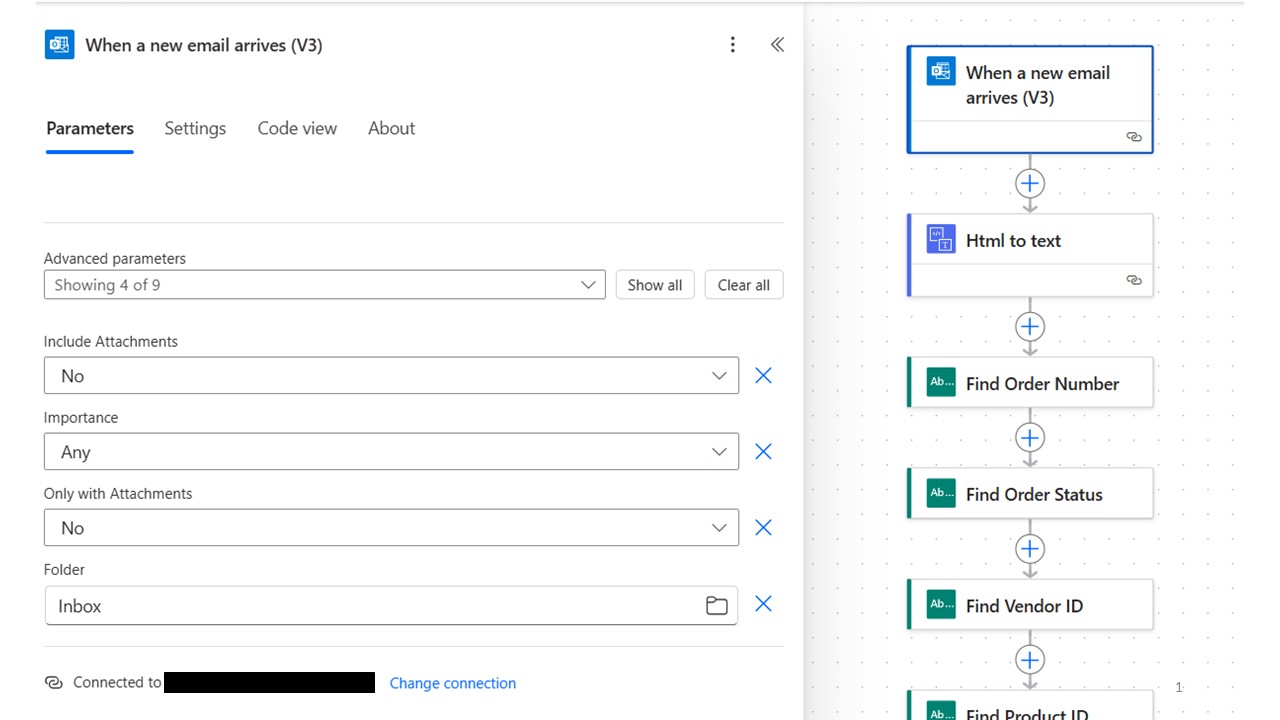 When a new email arrives (V3)
Parameters Settings Code view About
Advanced parameters
Showing 4 of 9 Show all Clear all
Include Attachments
No
Importance
Any
Only with Attachments
No
Folder
Inbox
Connected to Change connection
When a new email
arrives (V3)
Html to text
Ab... Find Order Number
Ab... Find Order Status
Ab... Find Vendor ID
Ab... Find Product ID
1